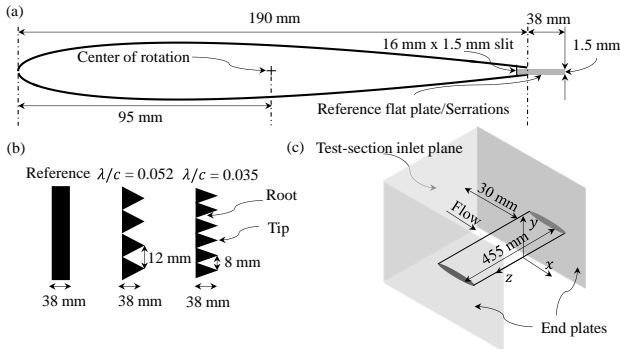 (a)
190 mm
38 mm
Center of rotation
16 mm x 1.5 mm slit
1.5 mm
95 mm
Reference flat plate/Serrations
(b)
Reference λ/c = 0.052 λ/c = 0.035
Root
Tip
12 mm
8 mm
38 mm 38 mm 38 mm
(c)
Test-section inlet plane
30 mm
Flow
455 mm
y
x
z
End plates